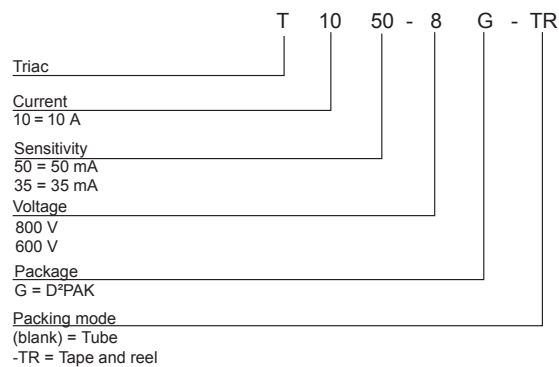 T 10 50 - 8 G - TR
Triac
Current
10 = 10 A
Sensitivity
50 = 50 mA
35 = 35 mA
Voltage
800 V
600 V
Package
G = D²PAK
Packing mode
(blank) = Tube
-TR = Tape and reel